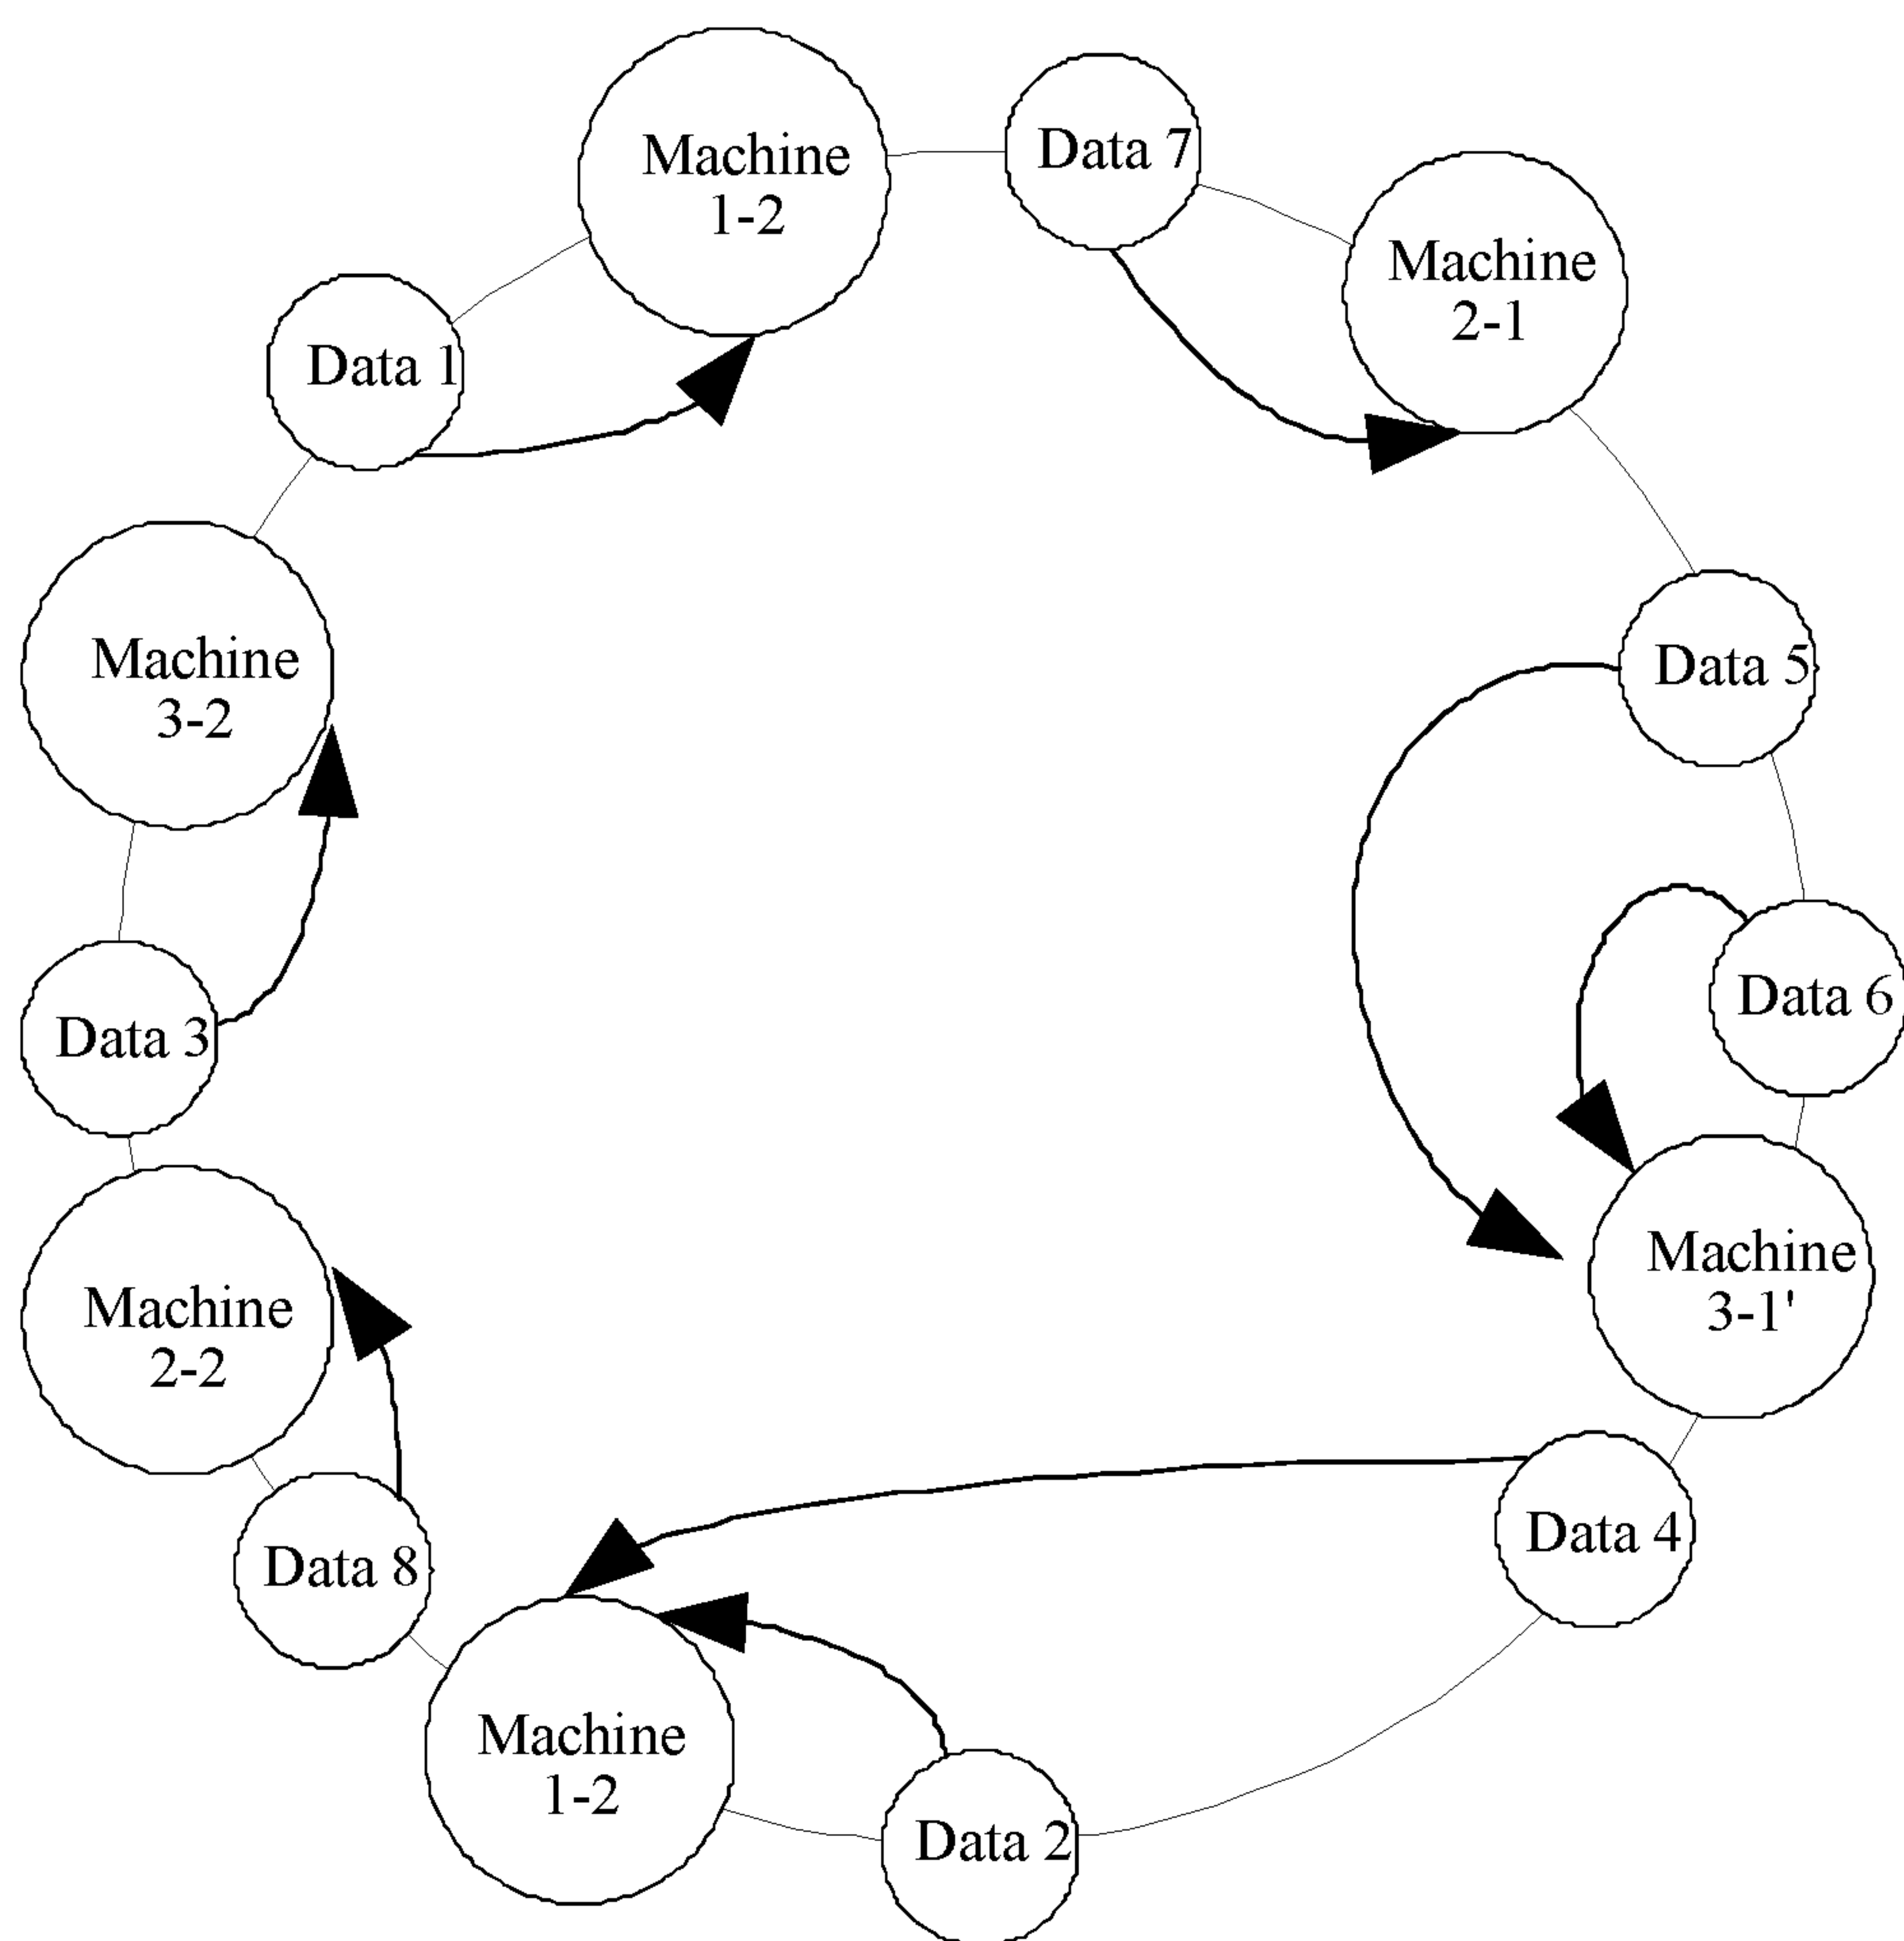 Machine
1-2
Data 7
Machine
2-1
Data 1
Machine
3-2
Data 5
Data 6
Data 3
Machine
3-1'
Machine
2-2
Data 4
Data 8
Machine
1-2
Data 2